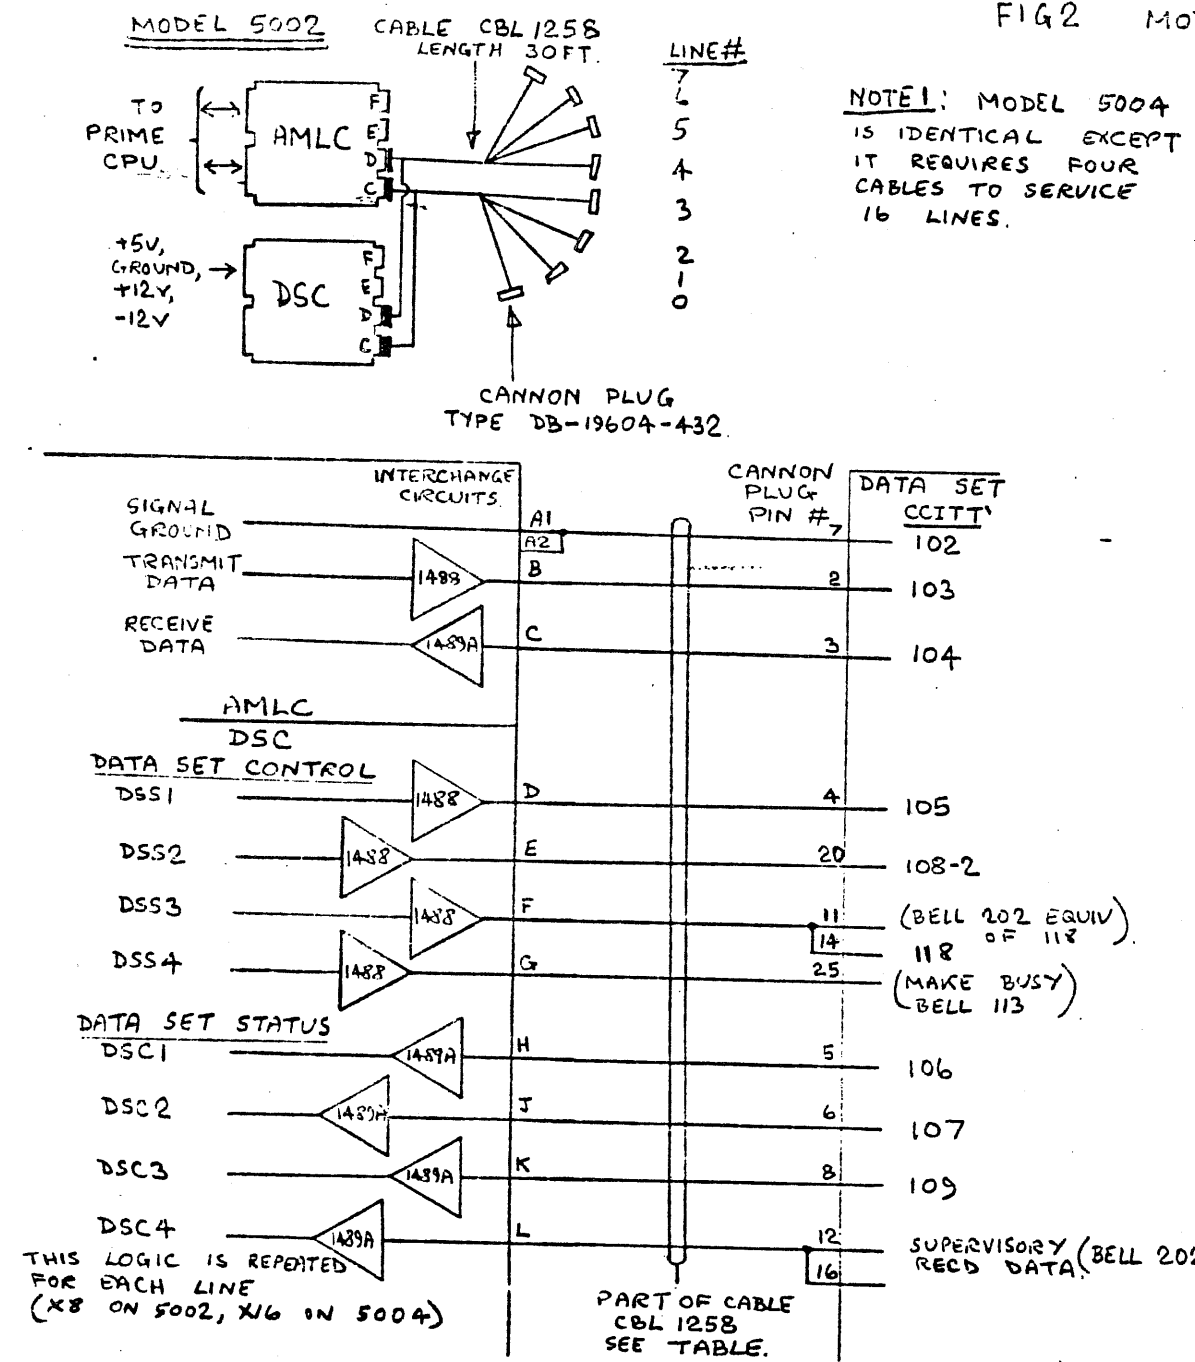 MODEL 5002
CABLE CBL 1258
LENGTH 30FT.
FIG 2
LINE#
7
6
5
4
3
2
1
0
NOTE 1: MODEL 5004
IS IDENTICAL EXCEPT
IT REQUIRES FOUR
CABLES TO SERVICE
16 LINES.
TO
PRIME
CPU.
AMLC
F
E
D
C
+5V,
GROUND,
+12V,
-12V
DSC
F
E
D
C
CANNON PLUG
TYPE DB-19604-432.
INTERCHANGE
CIRCUITS.
CANNON
PLUG
PIN #
DATA SET
CCITT'
SIGNAL
GROUND
A1
A2
7
102
TRANSMIT
DATA
1488
B
2
103
RECEIVE
DATA
1489A
C
3
104
AMLC
DSC
DATA SET CONTROL
DSS1
1488
D
4
105
DSS2
1488
E
20
108-2
DSS3
1488
F
11
(BELL 202 EQUIV)
OF 118
14
118
DSS4
1488
G
25
(MAKE BUSY)
BELL 113
DATA SET STATUS
DSC1
1489A
H
5
106
DSC2
1489A
J
6
107
DSC3
1489A
K
8
109
DSC4
1489A
L
12
16
SUPERVISORY (BELL 202
RECD DATA.
THIS LOGIC IS REPEATED
FOR EACH LINE
(X8 ON 5002, X16 ON 5004)
PART OF CABLE
CBL 1258
SEE TABLE.